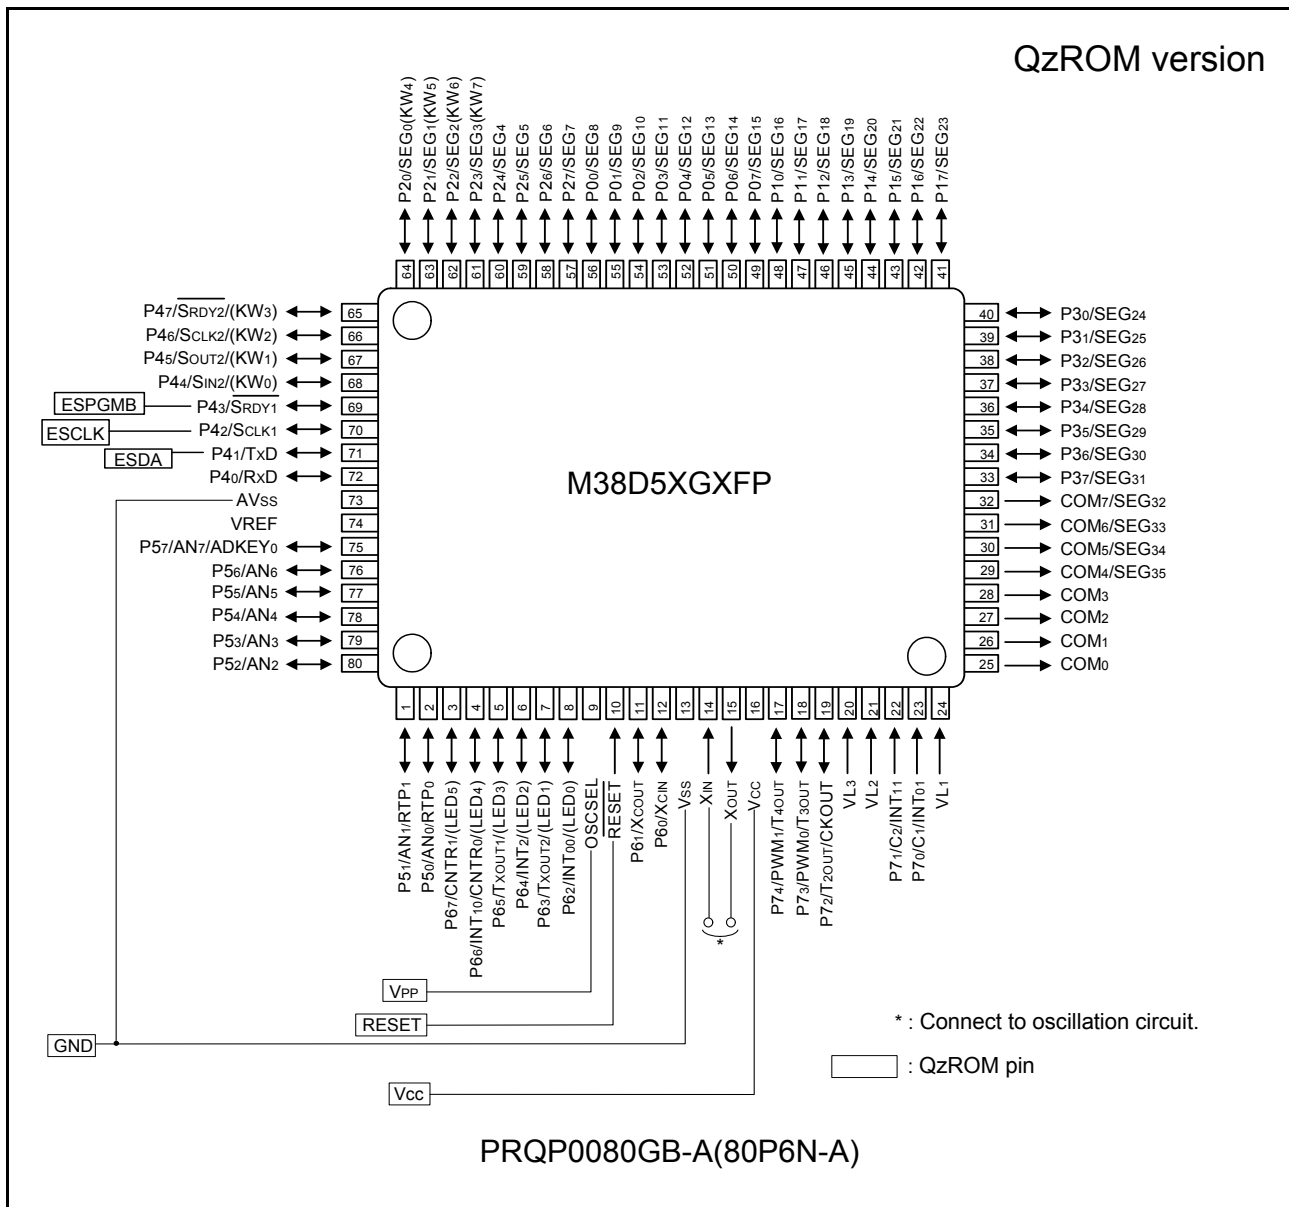 QzROM version
P20/SEG0(KW4)
P21/SEG1(KW5)
P22/SEG2(KW6)
P23/SEG3(KW7)
P24/SEG4
P25/SEG5
P26/SEG6
P27/SEG7
P00/SEG8
P01/SEG9
P02/SEG10
P03/SEG11
P04/SEG12
P05/SEG13
P06/SEG14
P07/SEG15
P10/SEG16
P11/SEG17
P12/SEG18
P13/SEG19
P14/SEG20
P15/SEG21
P16/SEG22
P17/SEG23
64 63 62 61 60 59 58 57 56 55 54 53 52 51 50 49 48 47 46 45 44 43 42 41
P47/SRDY2/(KW3) 65
P46/SCLK2/(KW2) 66
P45/SOUT2/(KW1) 67
P44/SIN2/(KW0) 68
ESPGMB P43/SRDY1 69
ESCLK P42/SCLK1 70
ESDA P41/TxD 71
P40/RxD 72
AVSS 73
VREF 74
P57/AN7/ADKEY0 75
P56/AN6 76
P55/AN5 77
P54/AN4 78
P53/AN3 79
P52/AN2 80
M38D5XGXFP
40 P30/SEG24
39 P31/SEG25
38 P32/SEG26
37 P33/SEG27
36 P34/SEG28
35 P35/SEG29
34 P36/SEG30
33 P37/SEG31
32 COM7/SEG32
31 COM6/SEG33
30 COM5/SEG34
29 COM4/SEG35
28 COM3
27 COM2
26 COM1
25 COM0
1 2 3 4 5 6 7 8 9 10 11 12 13 14 15 16 17 18 19 20 21 22 23 24
P51/AN1/RTP1
P50/AN0/RTP0
P67/CNTR1/(LED5)
P66/INT10/CNTR0/(LED4)
P65/TXOUT1/(LED3)
P64/INT2/(LED2)
P63/TXOUT2/(LED1)
P62/INT00/(LED0)
OSCSEL
RESET
P61/XCOUT
P60/XCIN
VSS
XIN
XOUT
VCC
P74/PWM1/T4OUT
P73/PWM0/T3OUT
P72/T2OUT/CKOUT
VL3
VL2
P71/C2/INT11
P70/C1/INT01
VL1
*
VPP
RESET
GND
Vcc
* : Connect to oscillation circuit.
: QzROM pin
PRQP0080GB-A(80P6N-A)